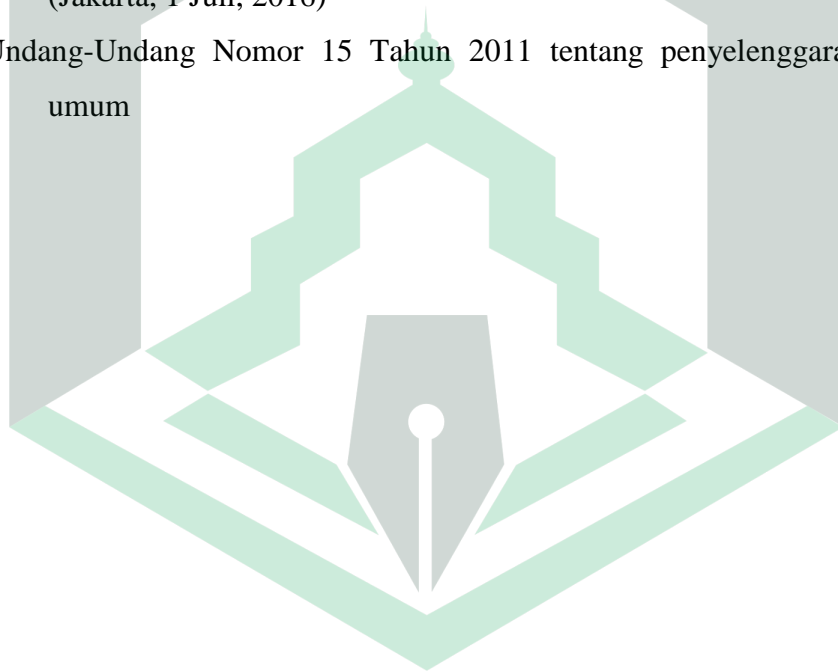 (Jakarta, 1 Juli, 2016)
Undang-Undang Nomor 15 Tahun 2011 tentang penyelenggara
umum